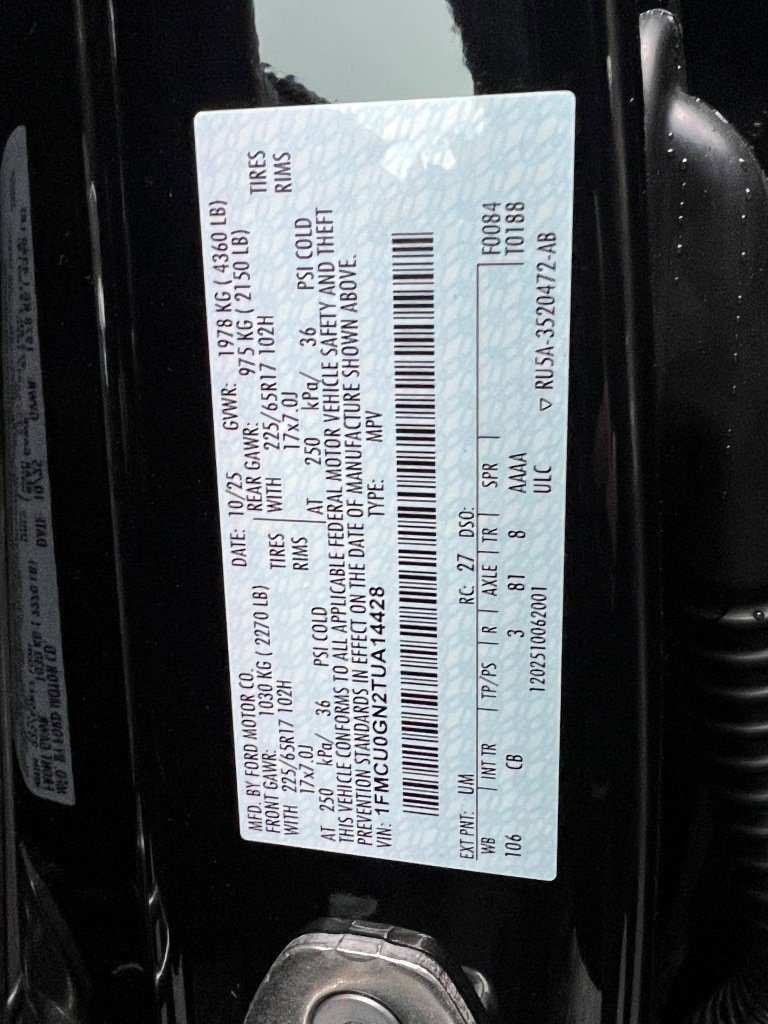 MFD. BY FORD MOTOR CO.
DATE: 10/25 GVWR: 1978 KG ( 4360 LB)
FRONT GAWR: 1030 KG ( 2270 LB) REAR GAWR: 975 KG ( 2150 LB)
WITH 225/65R17 102H TIRES WITH 225/65R17 102H TIRES
17x7.0J RIMS 17x7.0J RIMS
AT 250 kPa/ 36 PSI COLD AT 250 kPa/ 36 PSI COLD
THIS VEHICLE CONFORMS TO ALL APPLICABLE FEDERAL MOTOR VEHICLE SAFETY AND THEFT
PREVENTION STANDARDS IN EFFECT ON THE DATE OF MANUFACTURE SHOWN ABOVE.
VIN: 1FMCU0GN2TUA14428 TYPE: MPV
EXT PNT: UM RC: 27 DSO: F0084
WB INT TR TP/PS R AXLE TR SPR T0188
106 CB 3 81 8 AAAA
1202510062001 ULC ▽ RU5A-3520472-AB